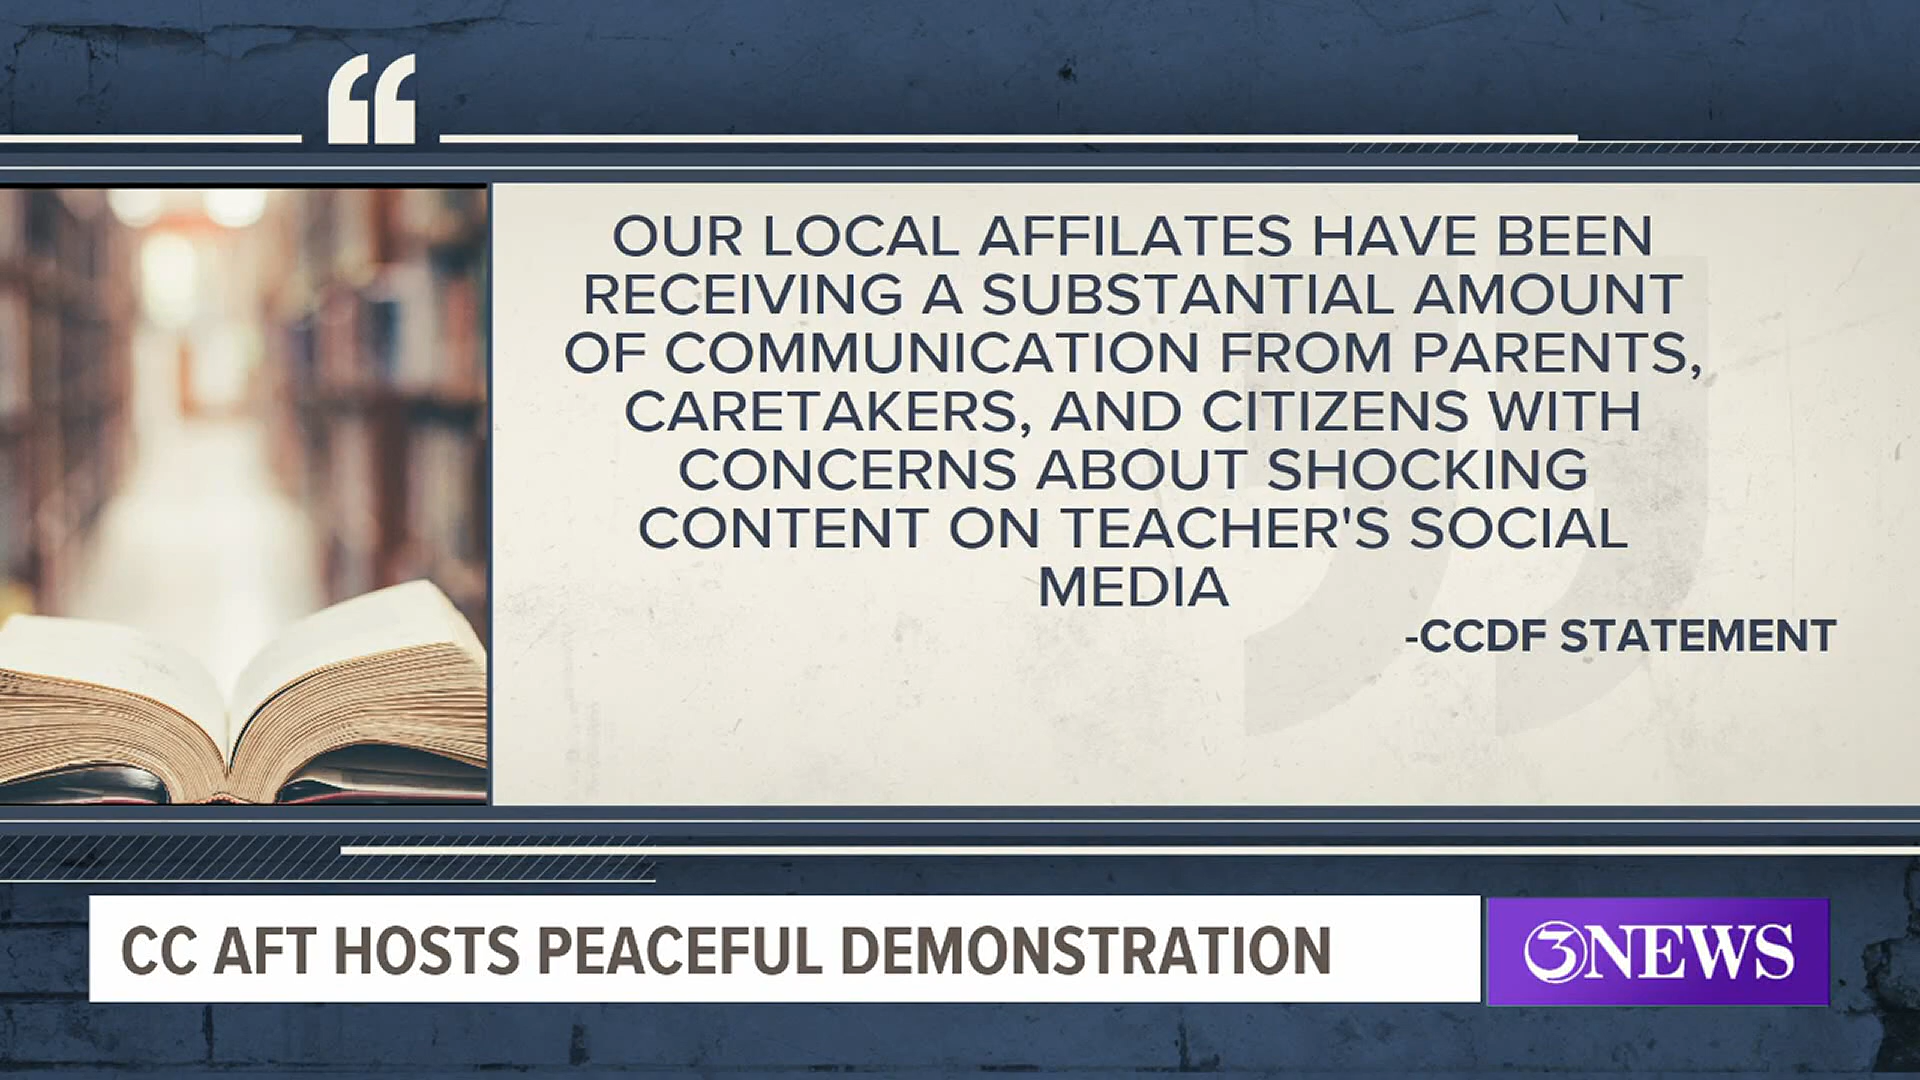 “
OUR LOCAL AFFILATES HAVE BEEN
RECEIVING A SUBSTANTIAL AMOUNT
OF COMMUNICATION FROM PARENTS,
CARETAKERS, AND CITIZENS WITH
CONCERNS ABOUT SHOCKING
CONTENT ON TEACHER'S SOCIAL
MEDIA
-CCDF STATEMENT
CC AFT HOSTS PEACEFUL DEMONSTRATION
3NEWS